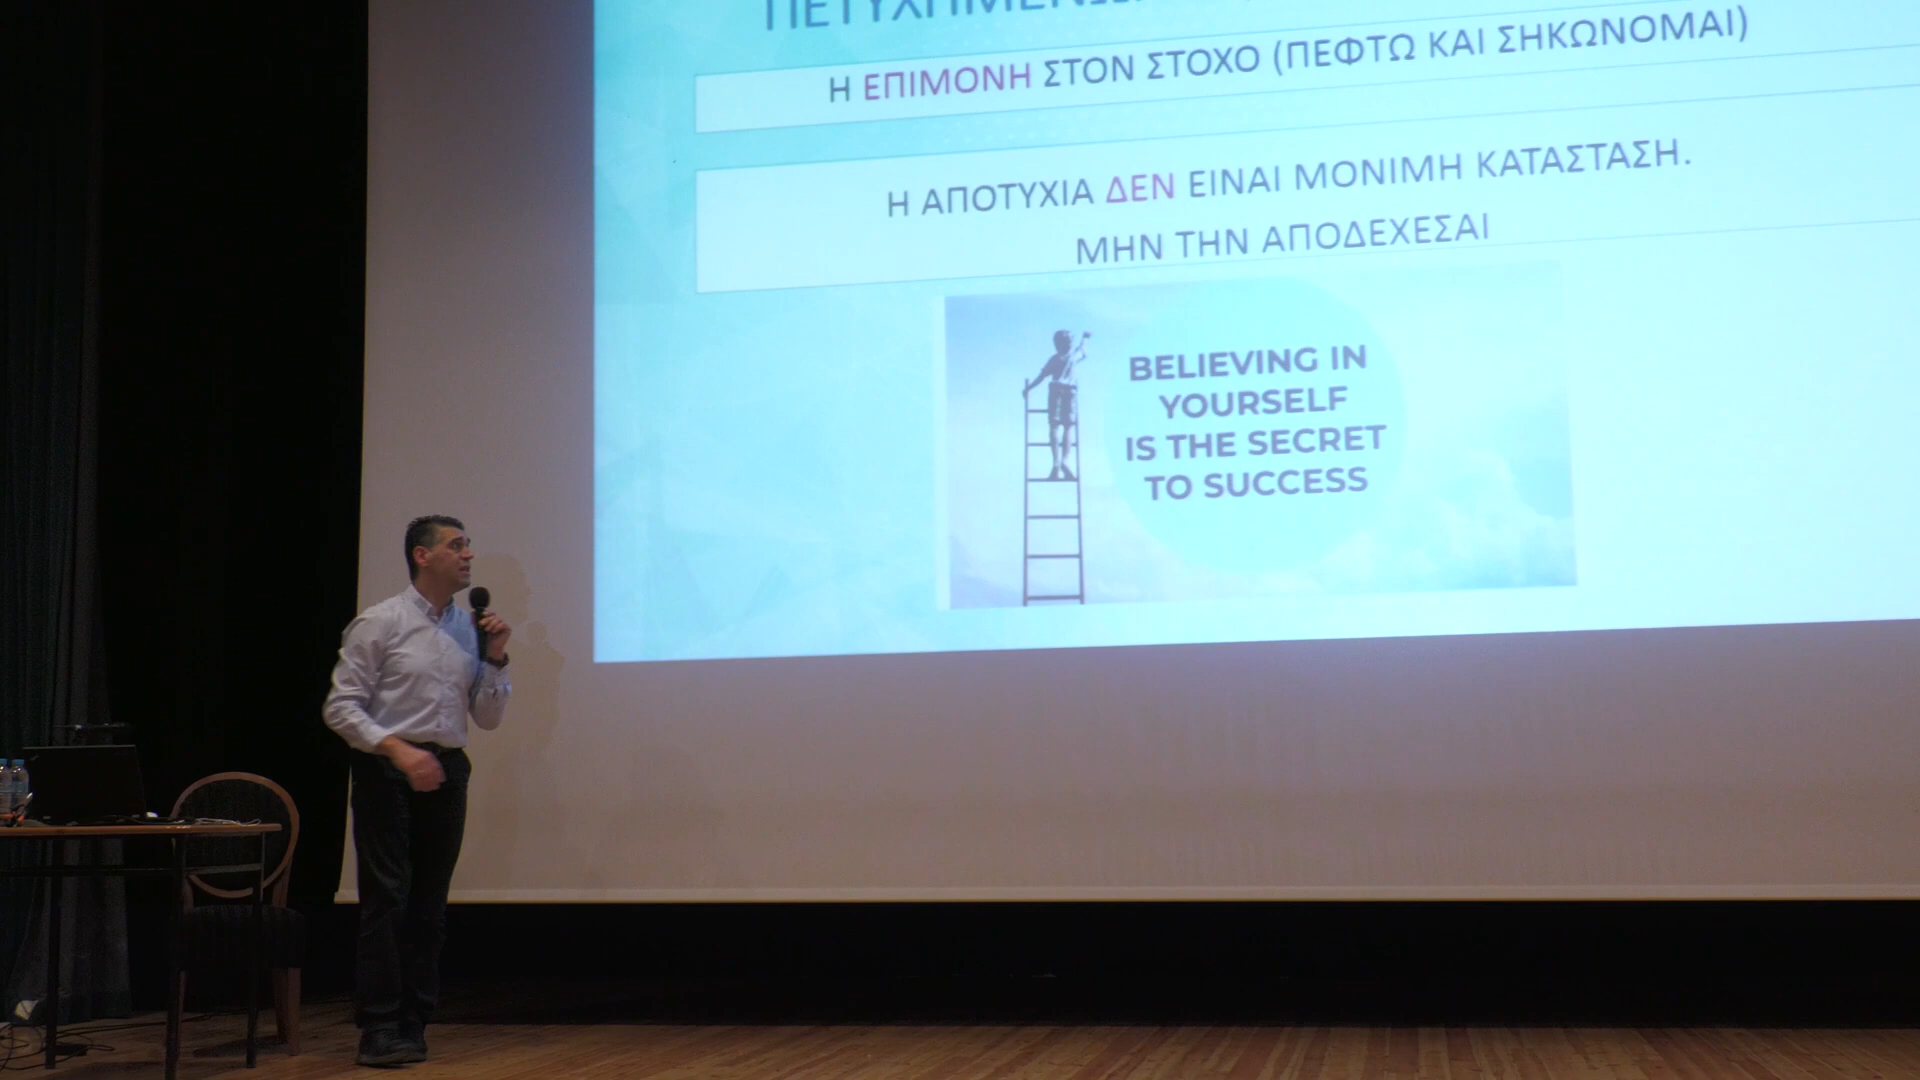 Η ΕΠΙΜΟΝΗ ΣΤΟΝ ΣΤΟΧΟ (ΠΕΦΤΩ ΚΑΙ ΣΗΚΩΝΟΜΑΙ)
Η ΑΠΟΤΥΧΙΑ ΔΕΝ ΕΙΝΑΙ ΜΟΝΙΜΗ ΚΑΤΑΣΤΑΣΗ.
ΜΗΝ ΤΗΝ ΑΠΟΔΕΧΕΣΑΙ
BELIEVING IN
YOURSELF
IS THE SECRET
TO SUCCESS